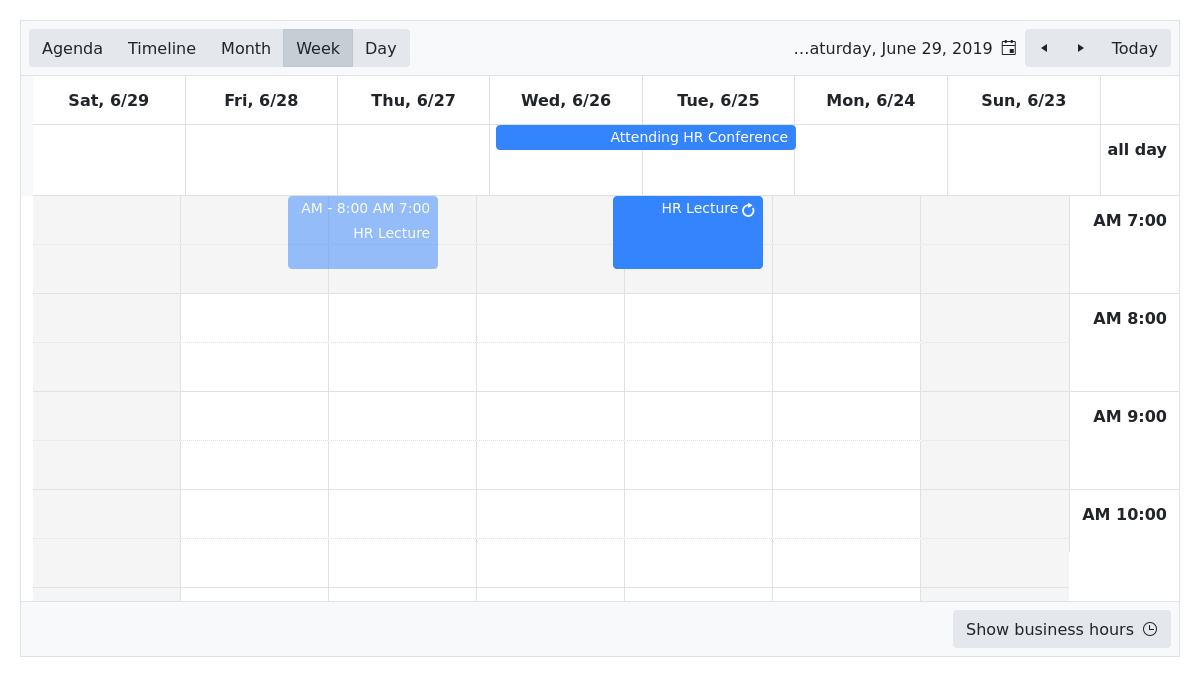 Agenda Timeline Month Week Day
...aturday, June 29, 2019 Today
Sat, 6/29 Fri, 6/28 Thu, 6/27 Wed, 6/26 Tue, 6/25 Mon, 6/24 Sun, 6/23
Attending HR Conference
all day
AM - 8:00 AM 7:00
HR Lecture
HR Lecture
AM 7:00
AM 8:00
AM 9:00
AM 10:00
Show business hours